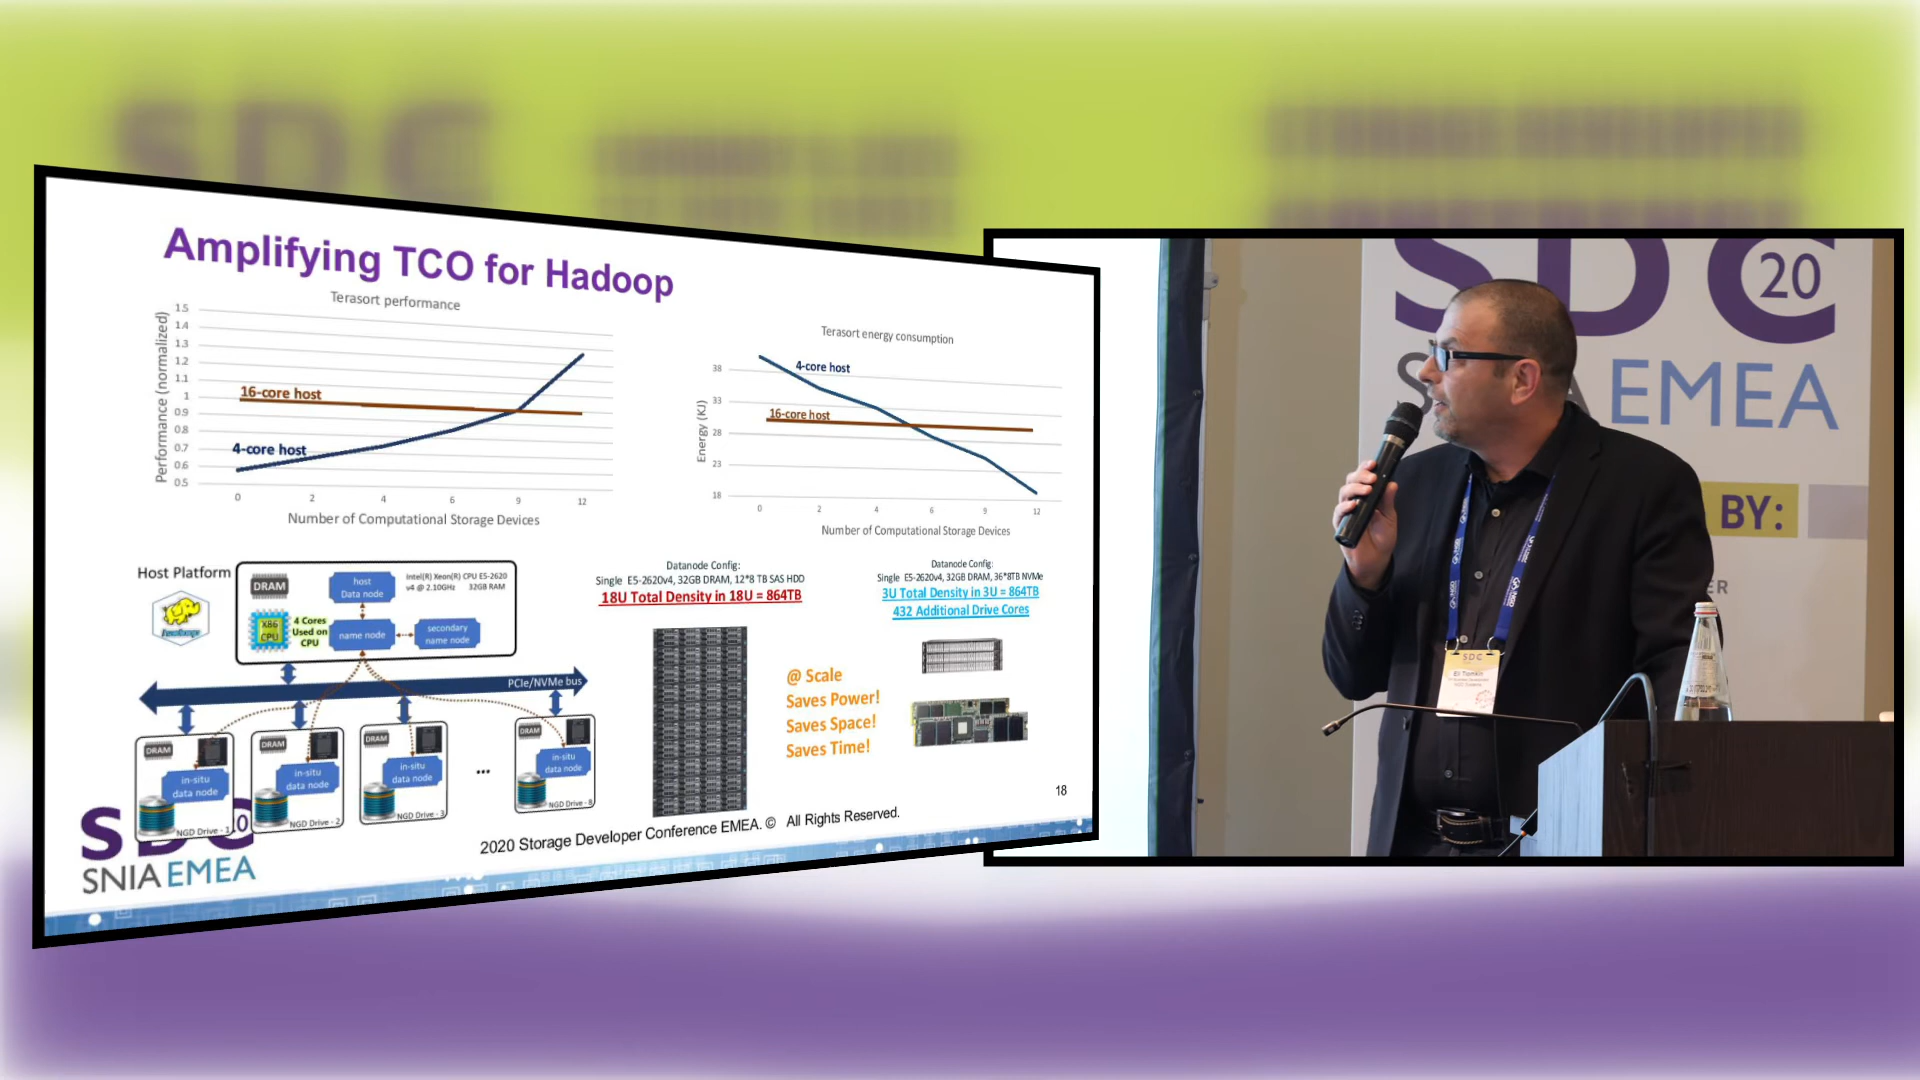 Amplifying TCO for Hadoop
Terasort performance
Performance (normalized)
1.5
1.4
1.3
1.2
1.1
1
0.9
0.8
0.7
0.6
0.5
16-core host
4-core host
0 2 4 6 9 12
Number of Computational Storage Devices
Terasort energy consumption
Energy (KJ)
38
33
28
23
18
4-core host
16-core host
0 2 4 6 9 12
Number of Computational Storage Devices
Host Platform
DRAM
X86
CPU
4 Cores
Used on
CPU
host
Data node
name node
secondary
name node
Intel(R) Xeon(R) CPU E5-2620
v4 @ 2.10GHz 32GB RAM
PCIe/NVMe bus
DRAM
in-situ
data node
NGD Drive - 1
DRAM
in-situ
data node
NGD Drive - 2
DRAM
in-situ
data node
NGD Drive - 3
...
DRAM
in-situ
data node
NGD Drive - 8
Datanode Config:
Single E5-2620v4, 32GB DRAM, 12*8 TB SAS HDD
18U Total Density in 18U = 864TB
Datanode Config:
Single E5-2620v4, 32GB DRAM, 36*8TB NVMe
3U Total Density in 3U = 864TB
432 Additional Drive Cores
@ Scale
Saves Power!
Saves Space!
Saves Time!
18
2020 Storage Developer Conference EMEA. © All Rights Reserved.
SNIA EMEA
SDC
20
EMEA
BY:
SDC
Eli Tiomkin